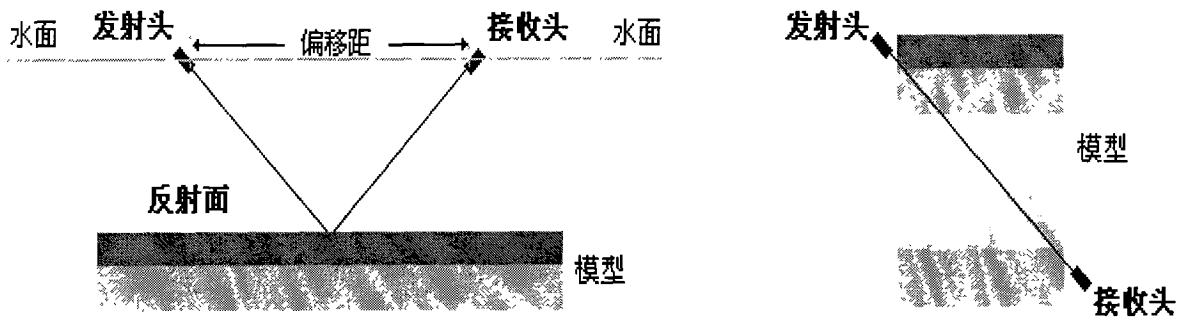 水面 发射头 偏移距 接收头 水面
反射面
模型
发射头
模型
接收头